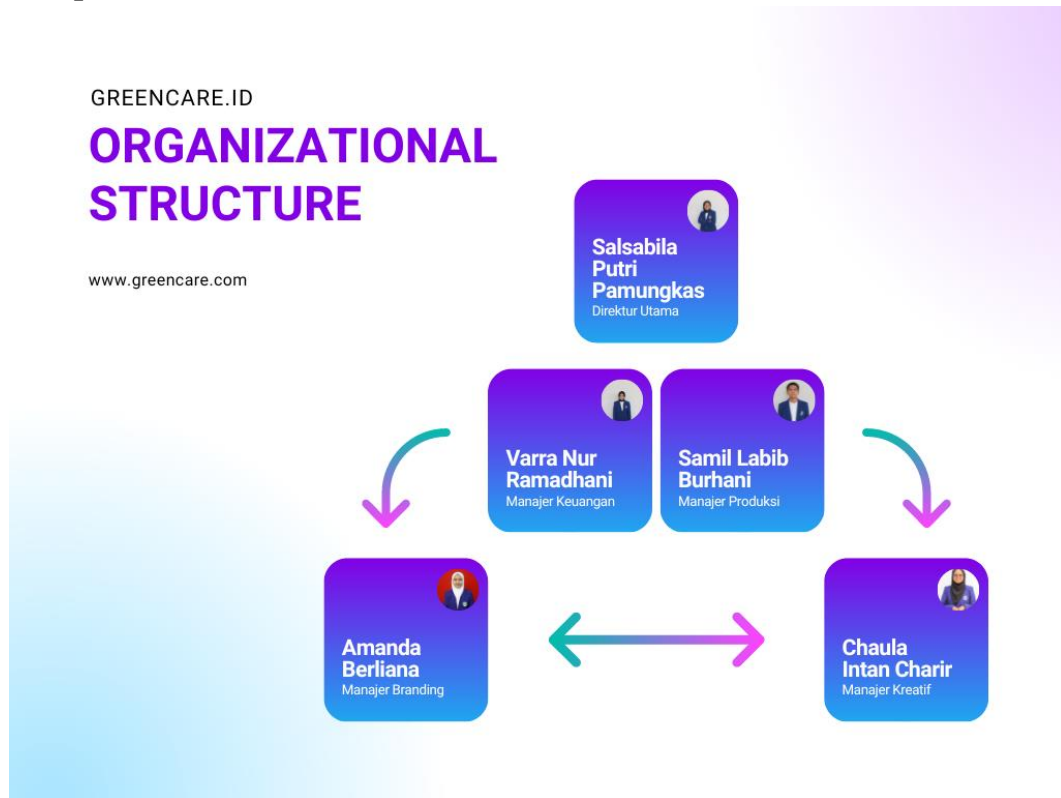 GREENCARE.ID
ORGANIZATIONAL
STRUCTURE
www.greencare.com
Salsabila
Putri
Pamungkas
Direktur Utama
Varra Nur
Ramadhani
Manajer Keuangan
Samil Labib
Burhani
Manajer Produksi
Amanda
Berliana
Manajer Branding
Chaula
Intan Charir
Manajer Kreatif